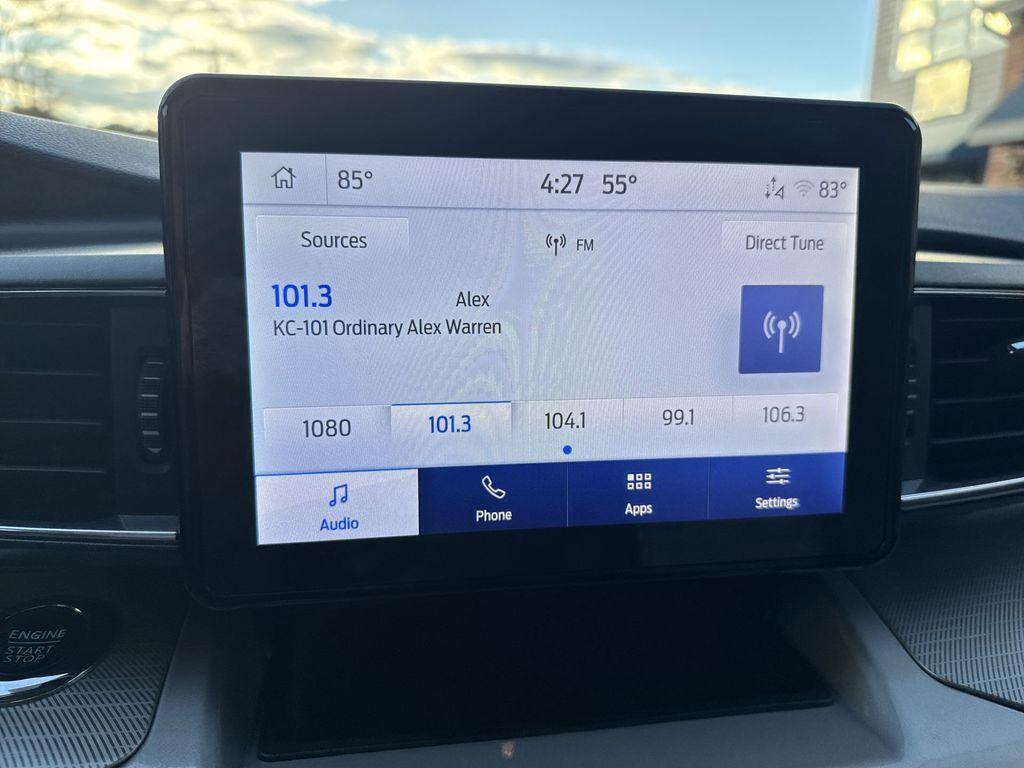 85° 4:27 55° 83°
Sources FM Direct Tune
101.3 Alex
KC-101 Ordinary Alex Warren
1080 101.3 104.1 99.1 106.3
Audio Phone Apps Settings
ENGINE
START
STOP